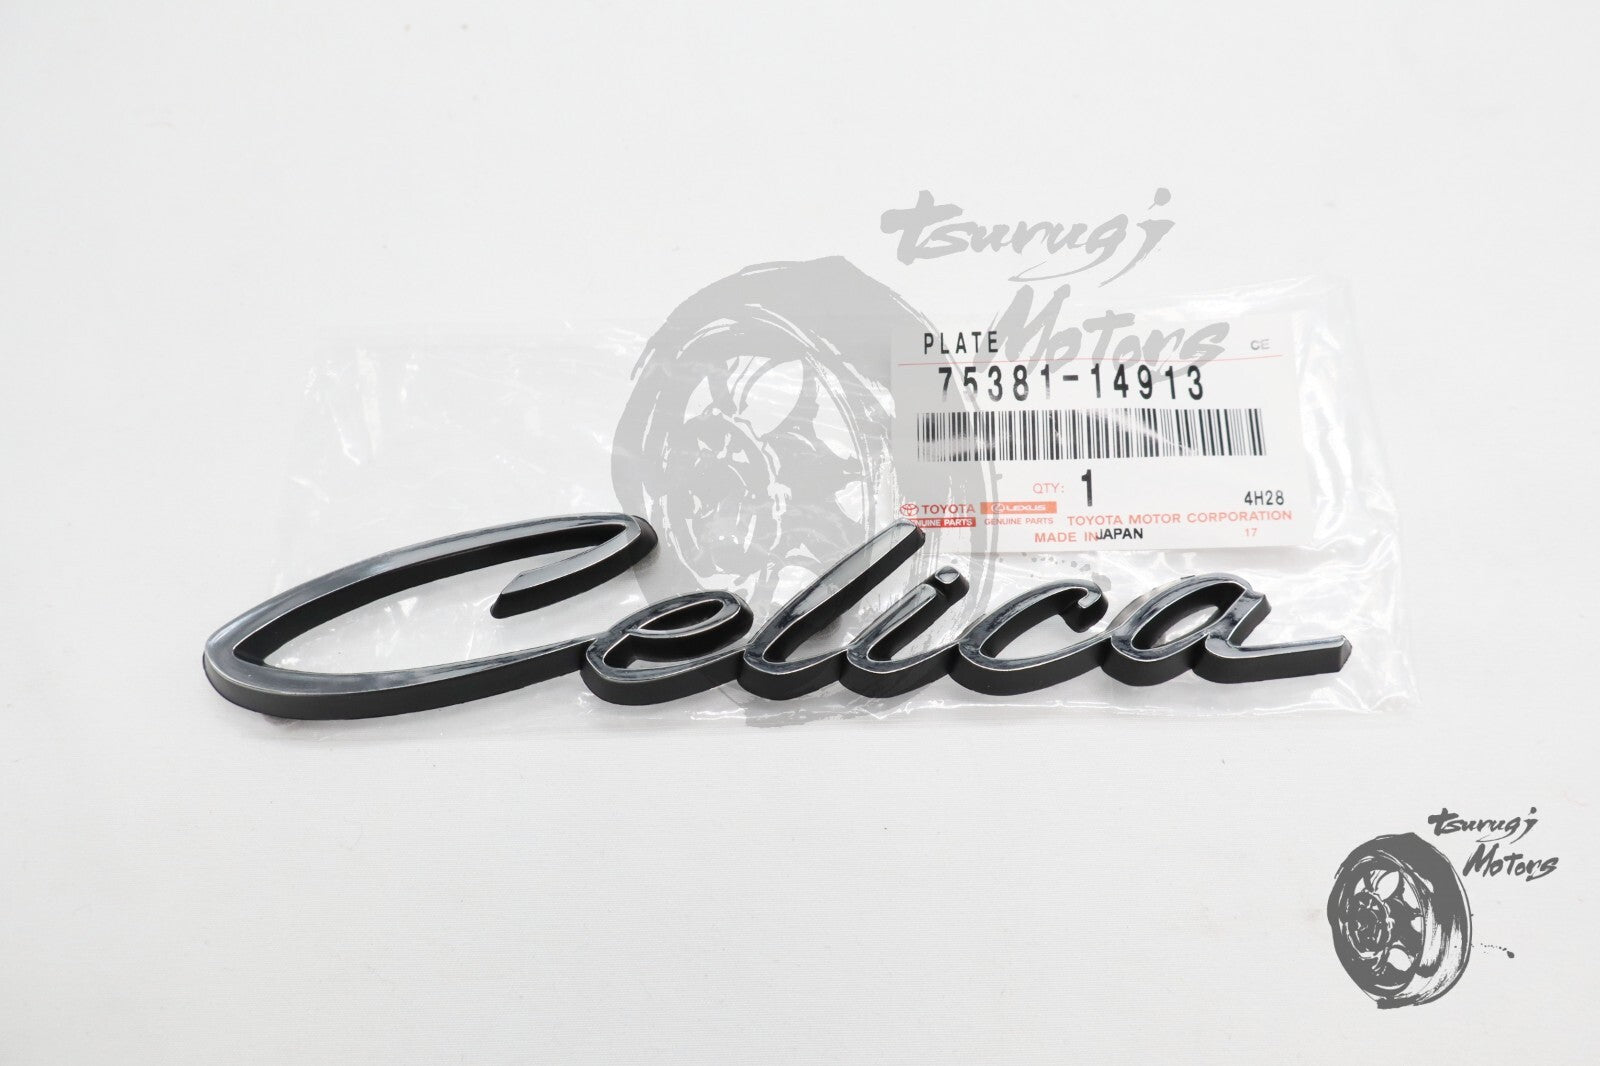 tsurugi
Motors
PLATE
CE
75381-14913
QTY: 1
4H28
TOYOTA LEXUS
GENUINE PARTS GENUINE PARTS TOYOTA MOTOR CORPORATION
MADE IN JAPAN 17
Celica
tsurugi
Motors